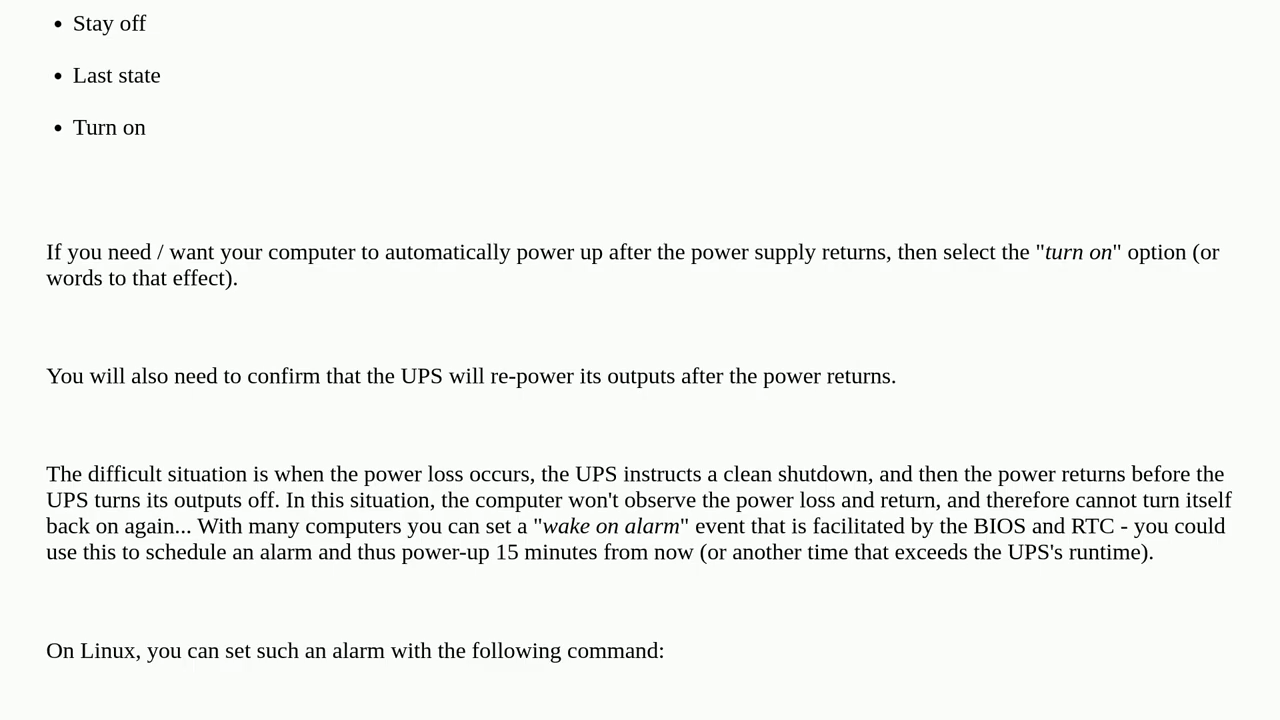 • Stay off
• Last state
• Turn on
If you need / want your computer to automatically power up after the power supply returns, then select the "turn on" option (or
words to that effect).
You will also need to confirm that the UPS will re-power its outputs after the power returns.
The difficult situation is when the power loss occurs, the UPS instructs a clean shutdown, and then the power returns before the
UPS turns its outputs off. In this situation, the computer won't observe the power loss and return, and therefore cannot turn itself
back on again... With many computers you can set a "wake on alarm" event that is facilitated by the BIOS and RTC - you could
use this to schedule an alarm and thus power-up 15 minutes from now (or another time that exceeds the UPS's runtime).
On Linux, you can set such an alarm with the following command: